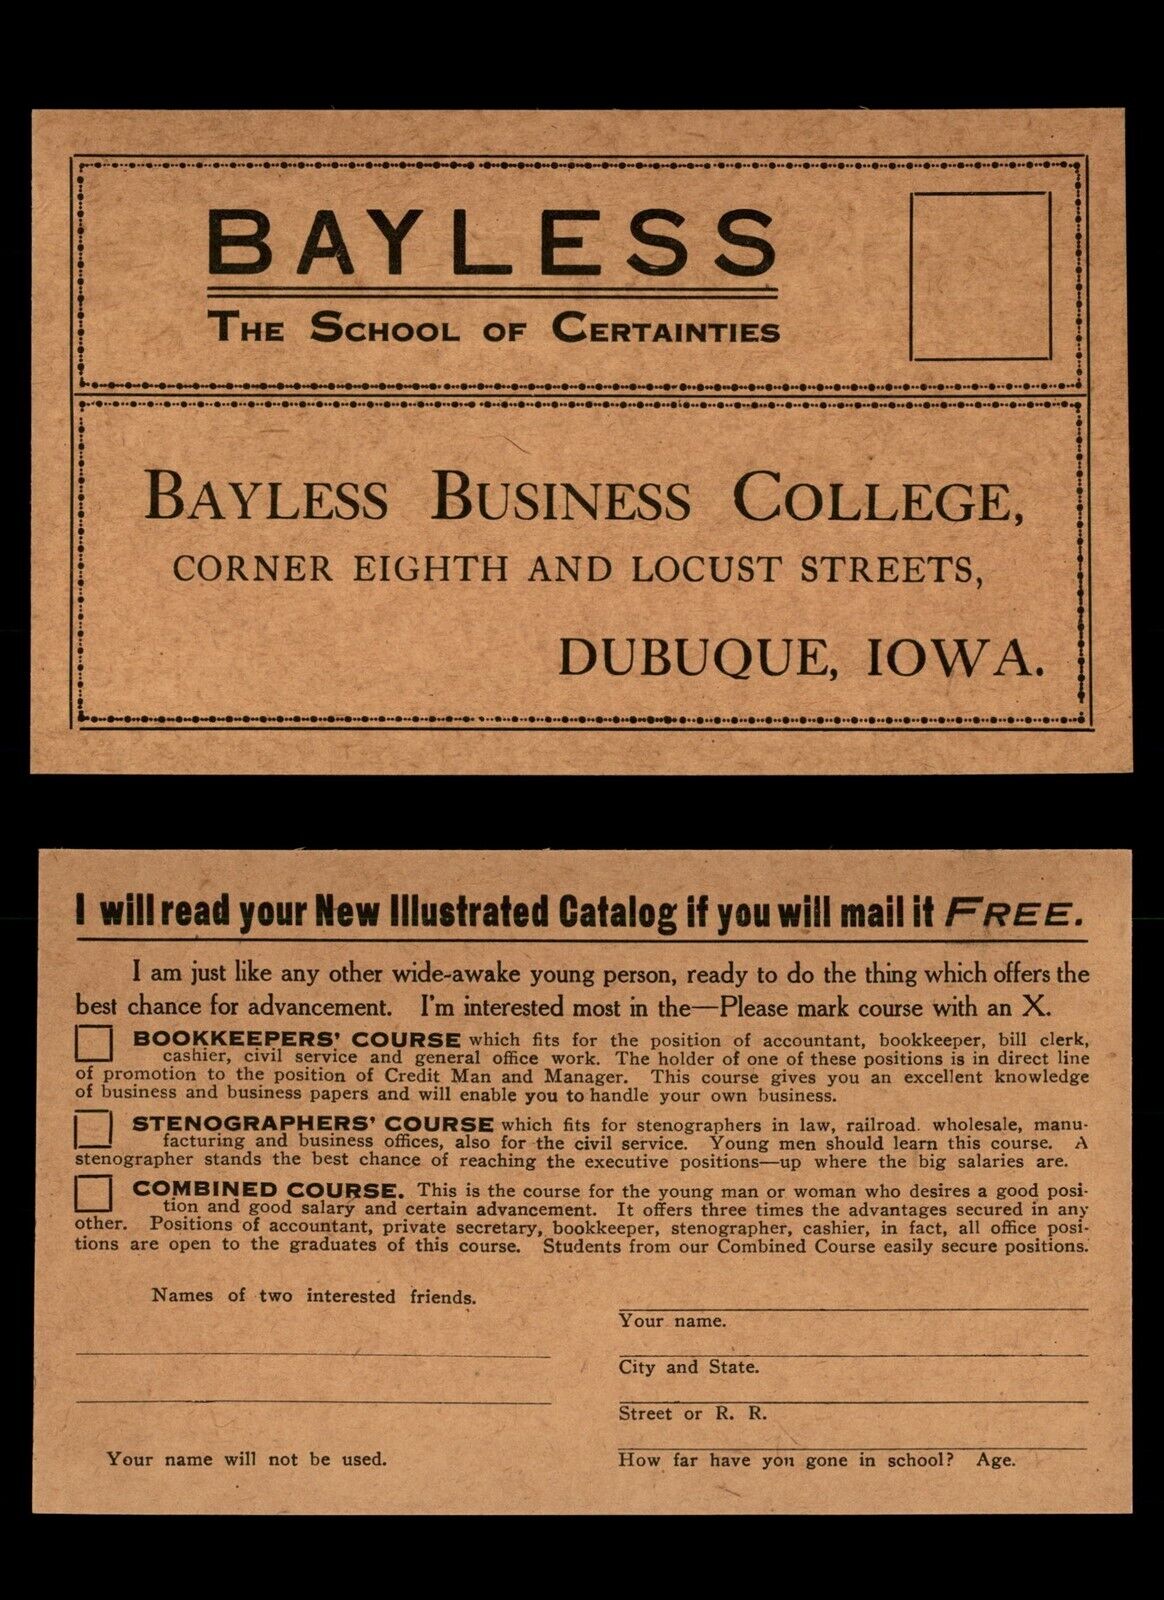 BAYLESS
THE SCHOOL OF CERTAINTIES
BAYLESS BUSINESS COLLEGE,
CORNER EIGHTH AND LOCUST STREETS,
DUBUQUE, IOWA.
I will read your New Illustrated Catalog if you will mail it FREE.
I am just like any other wide-awake young person, ready to do the thing which offers the
best chance for advancement. I'm interested most in the—Please mark course with an X.
BOOKKEEPERS' COURSE which fits for the position of accountant, bookkeeper, bill clerk,
cashier, civil service and general office work. The holder of one of these positions is in direct line
of promotion to the position of Credit Man and Manager. This course gives you an excellent knowledge
of business and business papers and will enable you to handle your own business.
STENOGRAPHERS' COURSE which fits for stenographers in law, railroad. wholesale, manu-
facturing and business offices, also for the civil service. Young men should learn this course. A
stenographer stands the best chance of reaching the executive positions—up where the big salaries are.
COMBINED COURSE. This is the course for the young man or woman who desires a good posi-
tion and good salary and certain advancement. It offers three times the advantages secured in any
other. Positions of accountant, private secretary, bookkeeper, stenographer, cashier, in fact, all office posi-
tions are open to the graduates of this course. Students from our Combined Course easily secure positions.
Names of two interested friends.
Your name.
City and State.
Street or R. R.
Your name will not be used.
How far have you gone in school? Age.